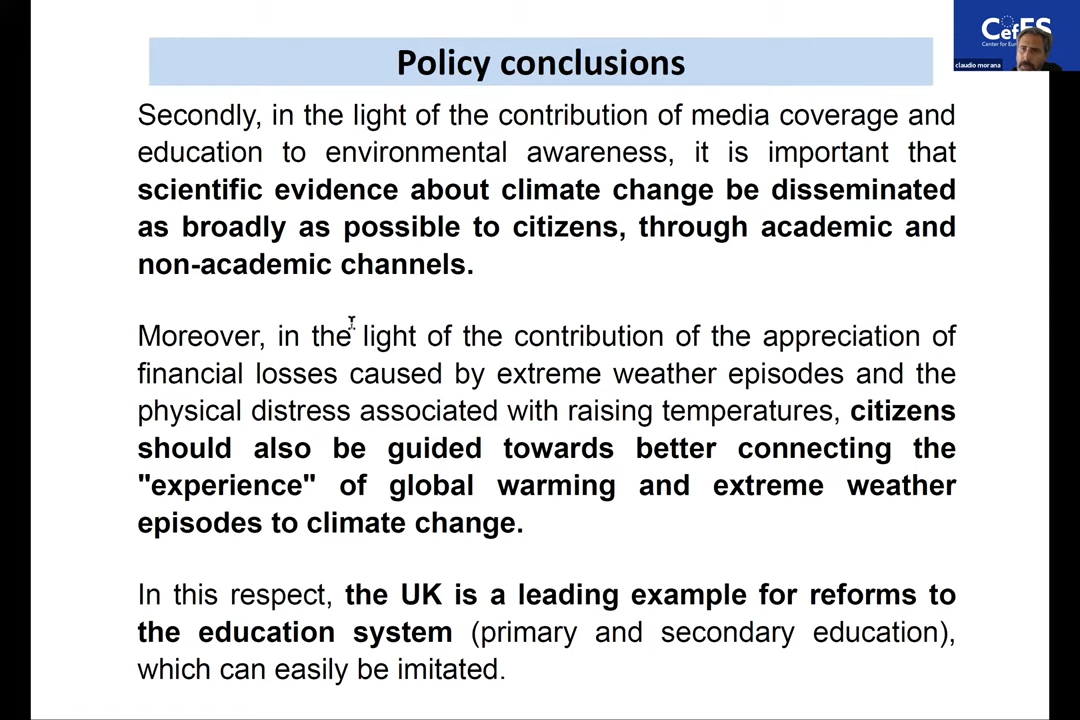 Policy conclusions
Secondly, in the light of the contribution of media coverage and
education to environmental awareness, it is important that
scientific evidence about climate change be disseminated
as broadly as possible to citizens, through academic and
non-academic channels.
Moreover, in the light of the contribution of the appreciation of
financial losses caused by extreme weather episodes and the
physical distress associated with raising temperatures, citizens
should also be guided towards better connecting the
"experience" of global warming and extreme weather
episodes to climate change.
In this respect, the UK is a leading example for reforms to
the education system (primary and secondary education),
which can easily be imitated.
CefES
Center for Eur
claudio morana